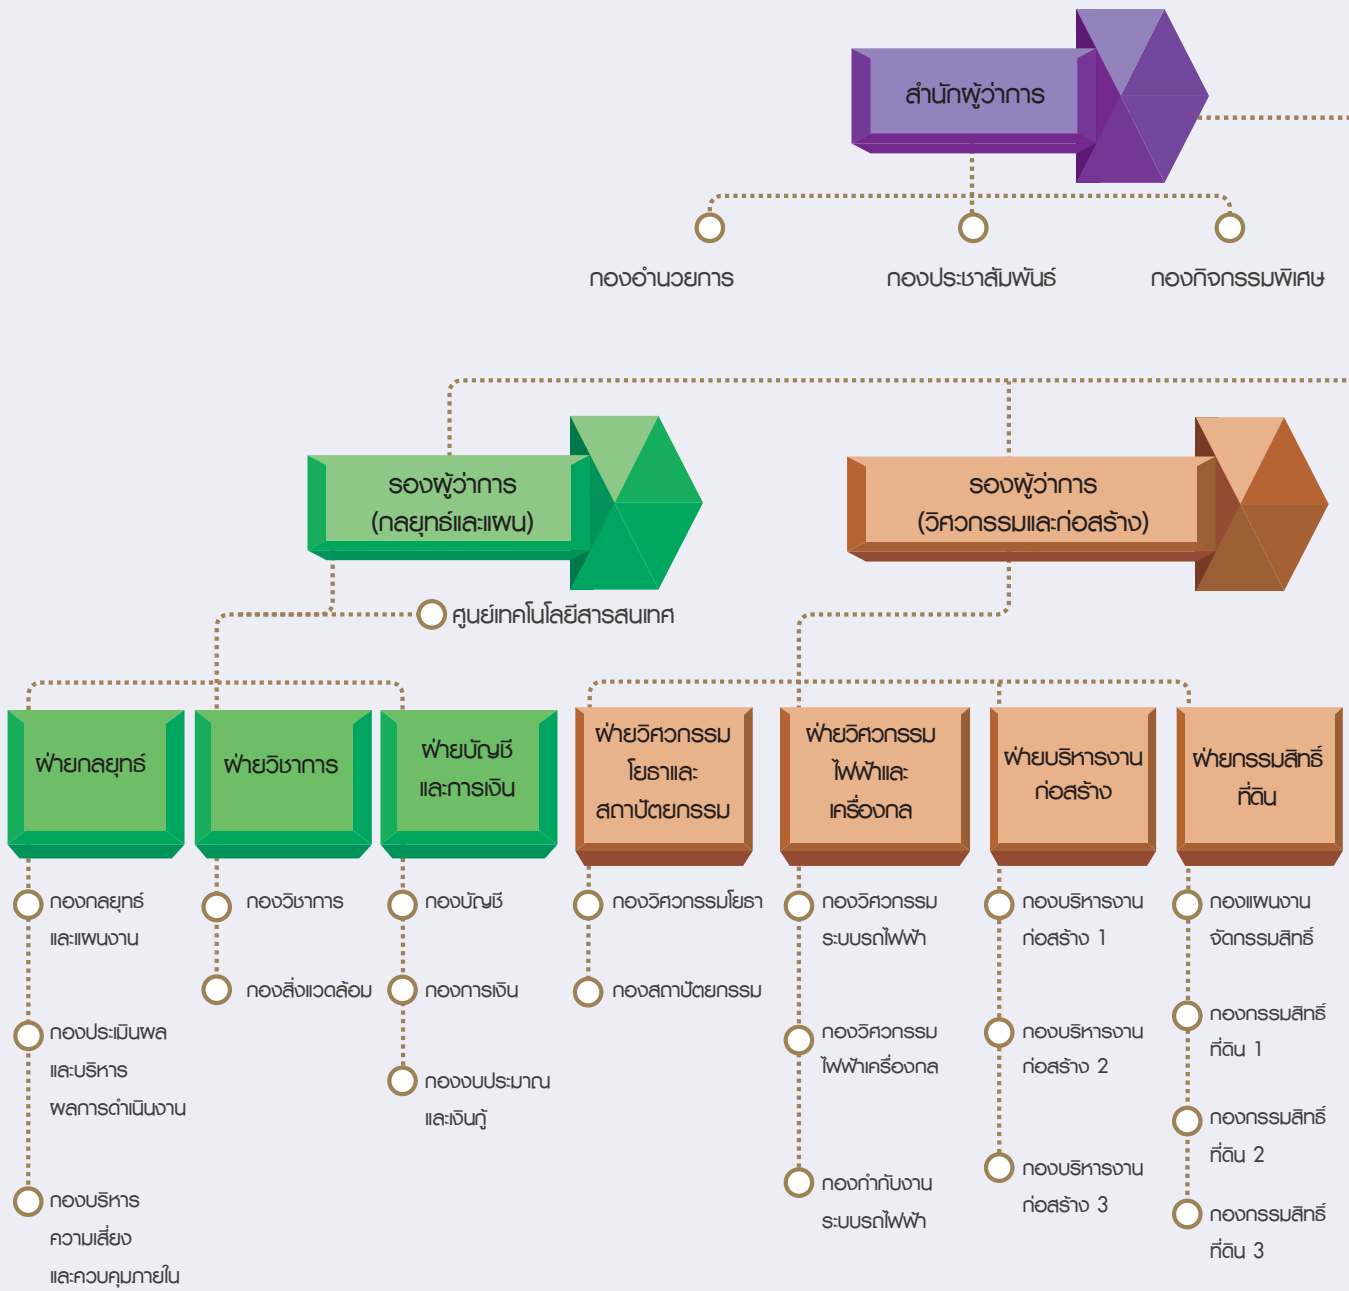 สำนักผู้ว่าการ
กองอำนวยการ
กองประชาสัมพันธ์
กองกิจกรรมพิเศษ
รองผู้ว่าการ
(กลยุทธ์และแผน)
รองผู้ว่าการ
(วิศวกรรมและก่อสร้าง)
ศูนย์เทคโนโลยีสารสนเทศ
ฝ่ายกลยุทธ์
ฝ่ายวิชาการ
ฝ่ายบัญชี
และการเงิน
ฝ่ายวิศวกรรม
โยธาและ
สถาปัตยกรรม
ฝ่ายวิศวกรรม
ไฟฟ้าและ
เครื่องกล
ฝ่ายบริหารงาน
ก่อสร้าง
ฝ่ายกรรมสิทธิ์
ที่ดิน
กองกลยุทธ์
และแผนงาน
กองประเมินผล
และบริหาร
ผลการดำเนินงาน
กองบริหาร
ความเสี่ยง
และควบคุมภายใน
กองวิชาการ
กองสิ่งแวดล้อม
กองบัญชี
กองการเงิน
กองงบประมาณ
และเงินกู้
กองวิศวกรรมโยธา
กองสถาปัตยกรรม
กองวิศวกรรม
ระบบรถไฟฟ้า
กองวิศวกรรม
ไฟฟ้าเครื่องกล
กองกำกับงาน
ระบบรถไฟฟ้า
กองบริหารงาน
ก่อสร้าง 1
กองบริหารงาน
ก่อสร้าง 2
กองบริหารงาน
ก่อสร้าง 3
กองแผนงาน
จัดกรรมสิทธิ์
กองกรรมสิทธิ์
ที่ดิน 1
กองกรรมสิทธิ์
ที่ดิน 2
กองกรรมสิทธิ์
ที่ดิน 3